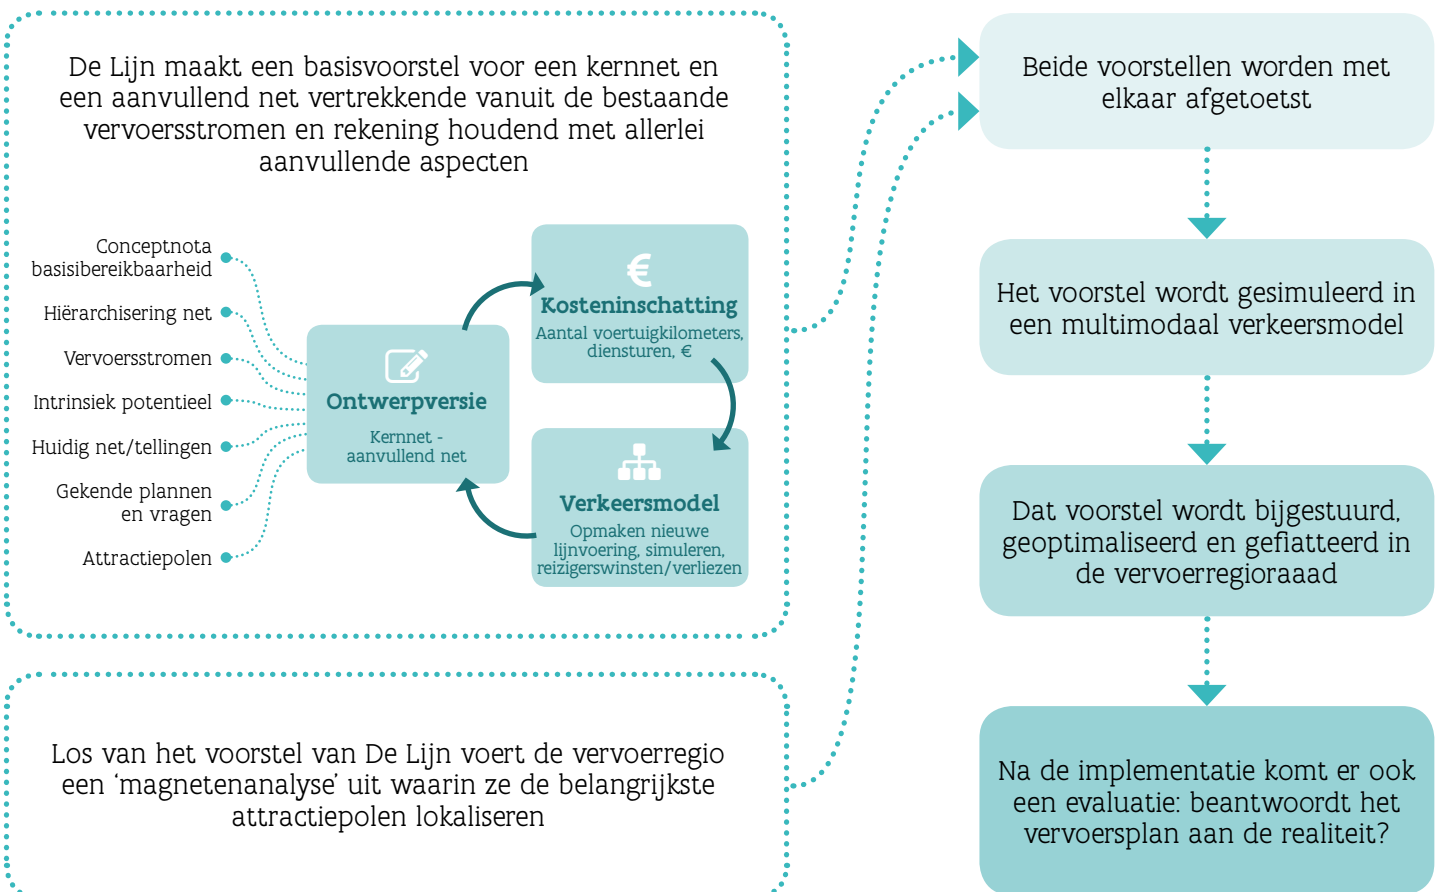 De Lijn maakt een basisvoorstel voor een kernnet en
een aanvullend net vertrekkende vanuit de bestaande
vervoersstromen en rekening houdend met allerlei
aanvullende aspecten
Conceptnota
basisibereikbaarheid
Hiërarchisering net
Vervoersstromen
Intrinsiek potentieel
Huidig net/tellingen
Gekende plannen
en vragen
Attractiepolen
Ontwerpversie
Kernnet -
aanvullend net
€
Kosteninschatting
Aantal voertuigkilometers,
diensturen, €
Verkeersmodel
Opmaken nieuwe
lijnvoering, simuleren,
reizigerswinsten/verliezen
Los van het voorstel van De Lijn voert de vervoerregio
een ‘magnetenanalyse’ uit waarin ze de belangrijkste
attractiepolen lokaliseren
Beide voorstellen worden met
elkaar afgetoetst
Het voorstel wordt gesimuleerd in
een multimodaal verkeersmodel
Dat voorstel wordt bijgestuurd,
geoptimaliseerd en geflatteerd in
de vervoerregioraaad
Na de implementatie komt er ook
een evaluatie: beantwoordt het
vervoersplan aan de realiteit?